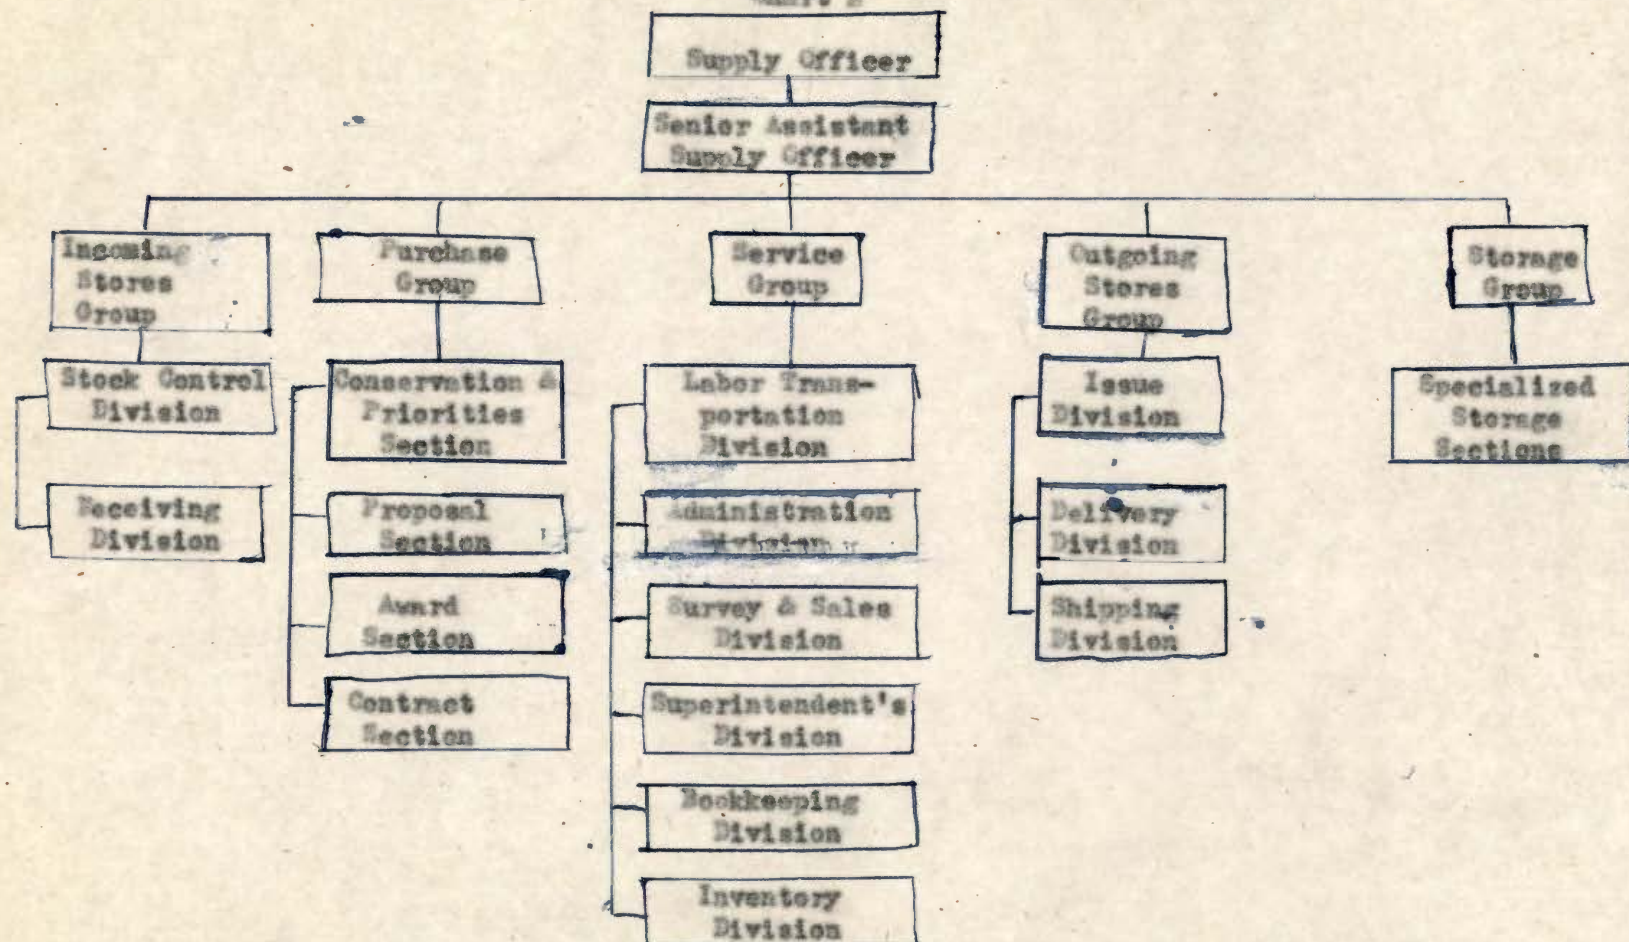 Supply Officer
Senior Assistant
Supply Officer
Incoming
Stores
Group
Purchase
Group
Service
Group
Outgoing
Stores
Group
Storage
Group
Stock Control
Division
Receiving
Division
Conservation &
Priorities
Section
Proposal
Section
Award
Section
Contract
Section
Labor Trans-
portation
Division
Administration
Division
Survey & Sales
Division
Superintendent's
Division
Bookkeeping
Division
Inventory
Division
Issue
Division
Delivery
Division
Shipping
Division
Specialized
Storage
Sections